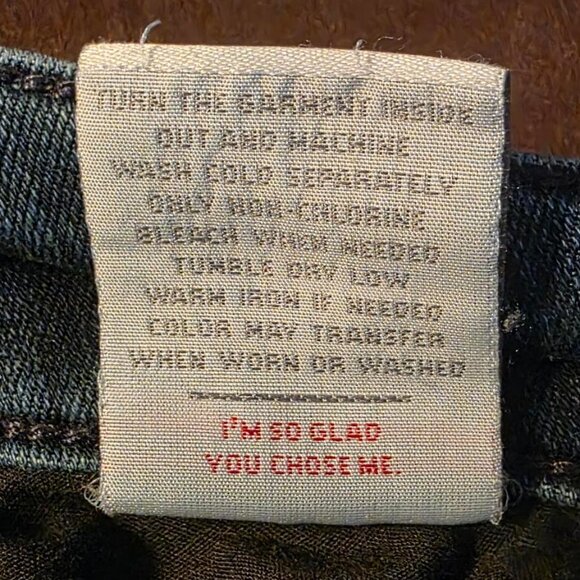 TURN THE GARMENT INSIDE
OUT AND MACHINE
WASH COLD SEPARATELY
ONLY NON-CHLORINE
BLEACH WHEN NEEDED
TUMBLE DRY LOW
WARM IRON IF NEEDED
COLOR MAY TRANSFER
WHEN WORN OR WASHED
I'M SO GLAD
YOU CHOSE ME.